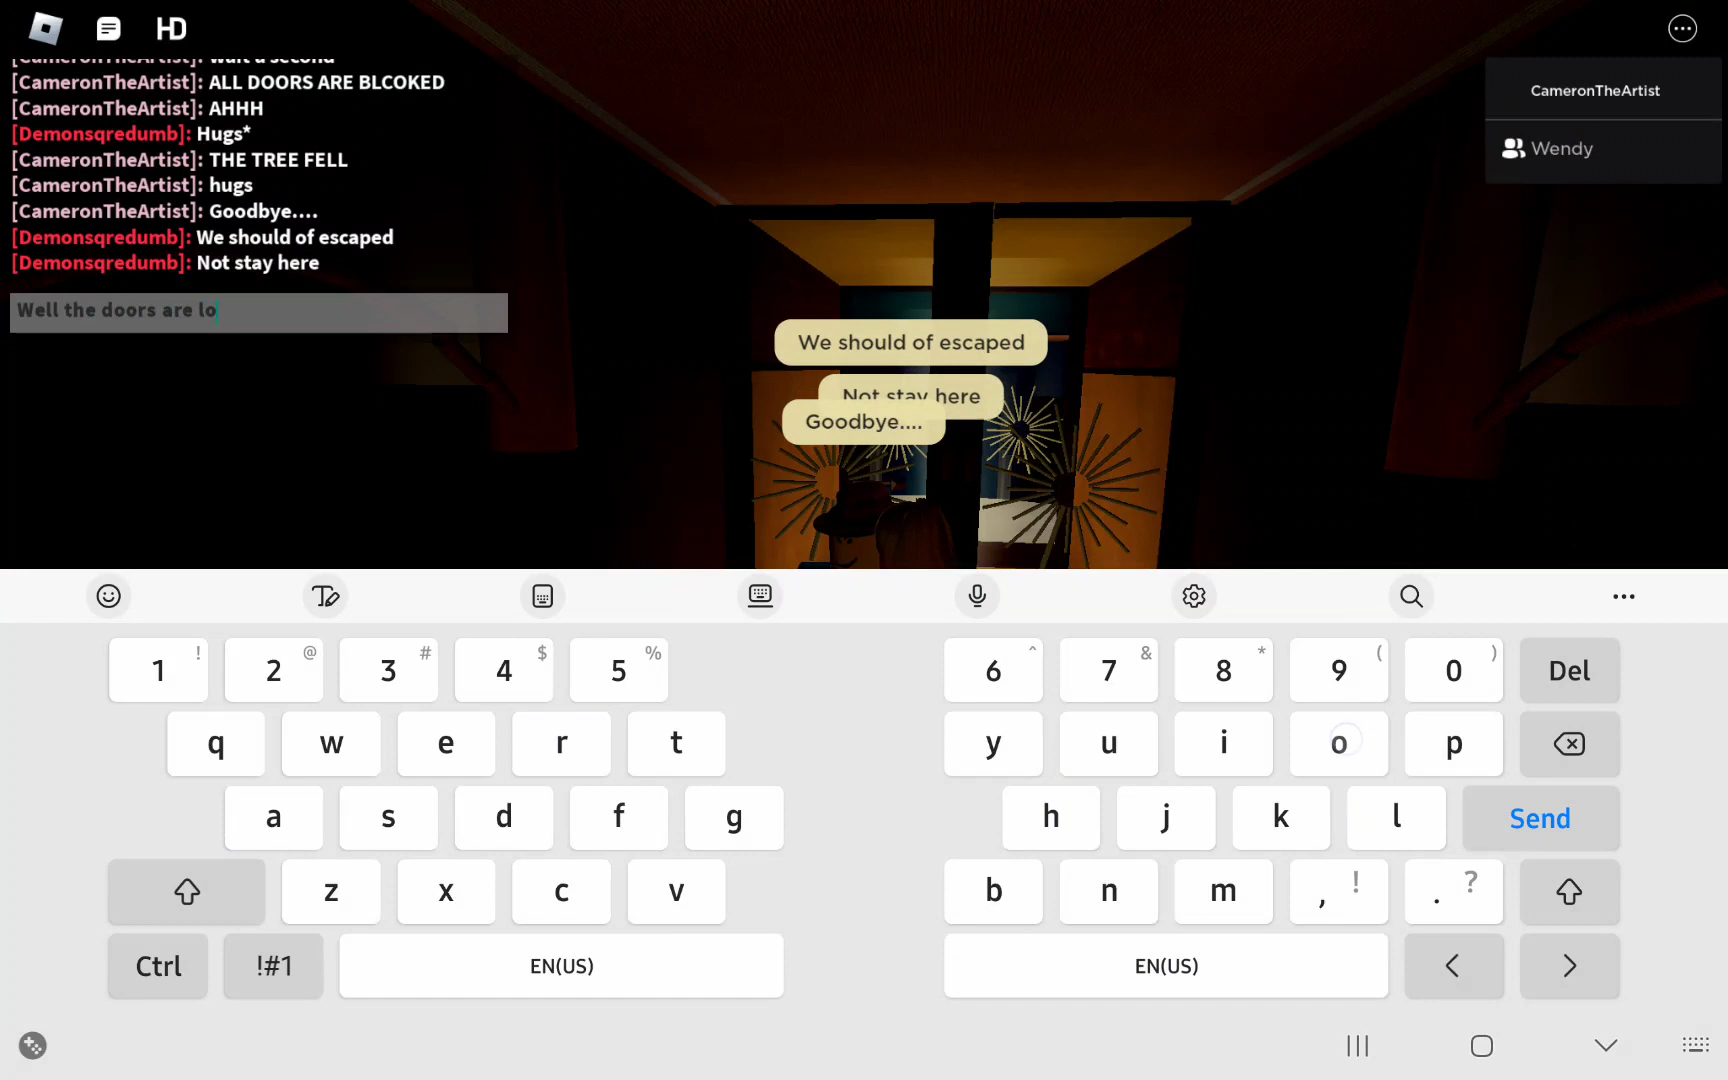 HD
[CameronTheArtist]: wait a second
[CameronTheArtist]: ALL DOORS ARE BLCOKED
[CameronTheArtist]: AHHH
[Demonsqredumb]: Hugs*
[CameronTheArtist]: THE TREE FELL
[CameronTheArtist]: hugs
[CameronTheArtist]: Goodbye....
[Demonsqredumb]: We should of escaped
[Demonsqredumb]: Not stay here
Well the doors are lo
CameronTheArtist
Wendy
We should of escaped
Not stay here
Goodbye....
1 ! 2 @ 3 # 4 $ 5 % 6 ^ 7 & 8 * 9 ( 0 ) Del
q w e r t y u i o p
a s d f g h j k l Send
z x c v b n m , ! . ?
Ctrl !#1 EN(US) EN(US) < >